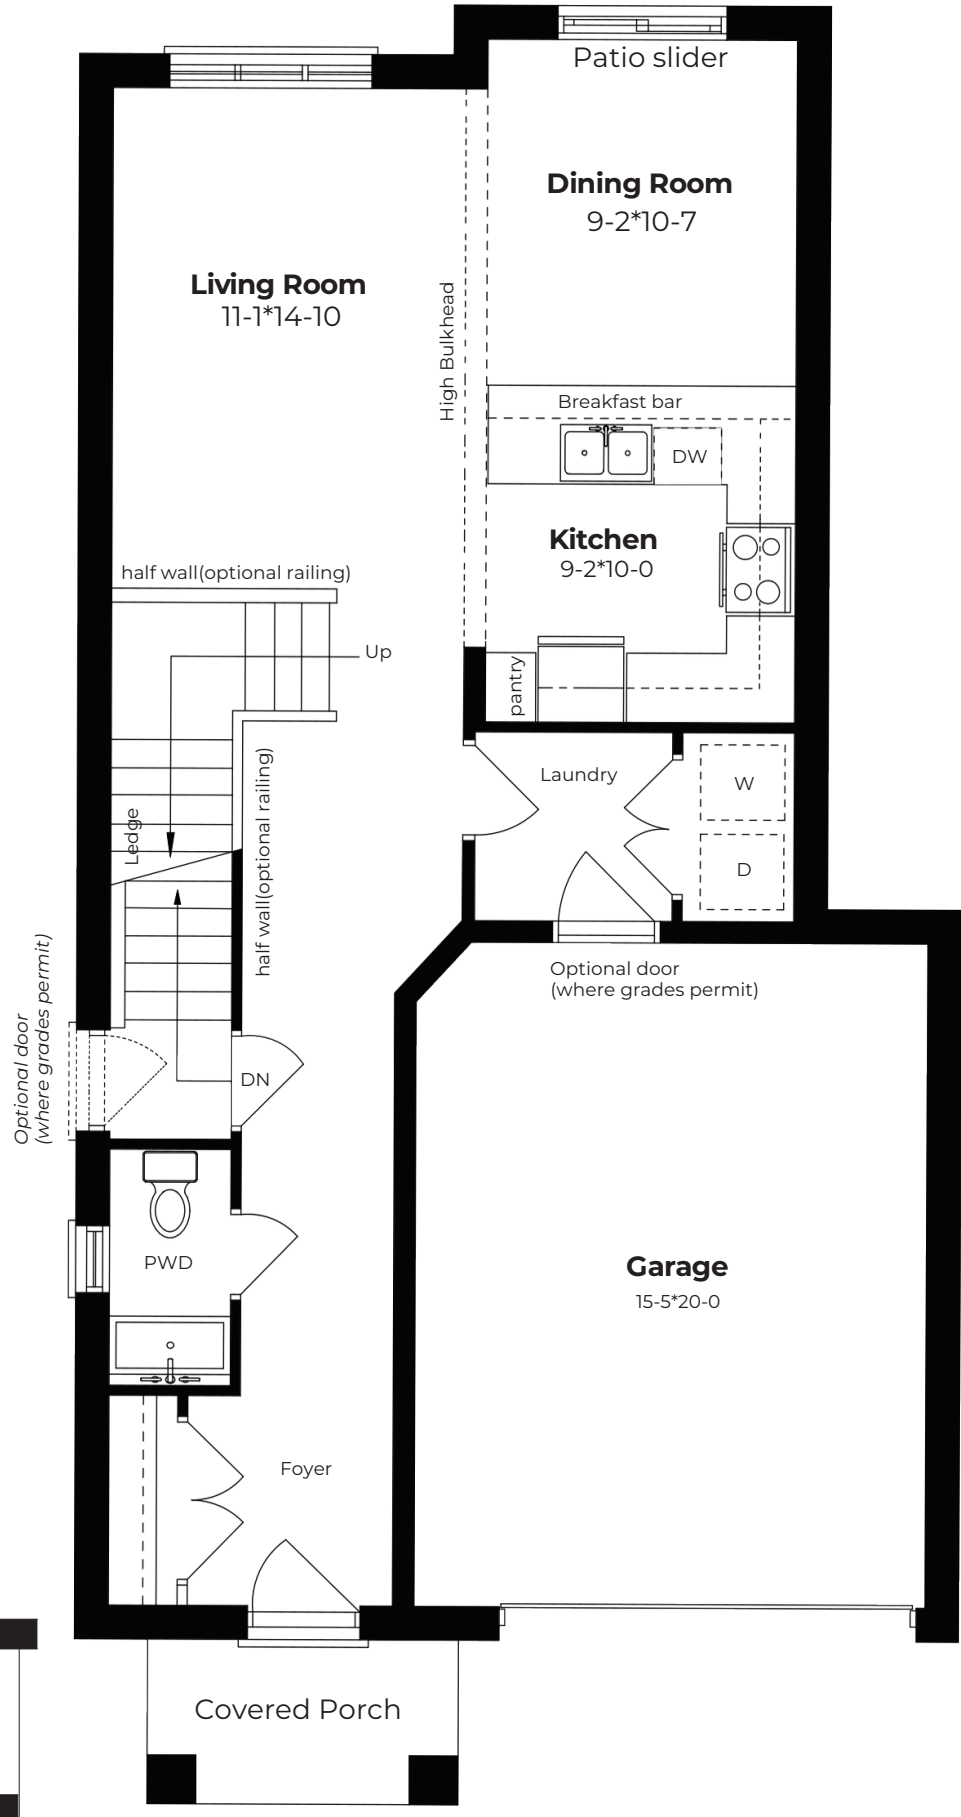 Patio slider
Dining Room
9-2*10-7
Living Room
11-1*14-10
High Bulkhead
Breakfast bar
DW
Kitchen
9-2*10-0
half wall(optional railing)
Up
pantry
Laundry
W
D
Ledge
half wall(optional railing)
Optional door
(where grades permit)
Optional door
(where grades permit)
DN
PWD
Garage
15-5*20-0
Foyer
Covered Porch